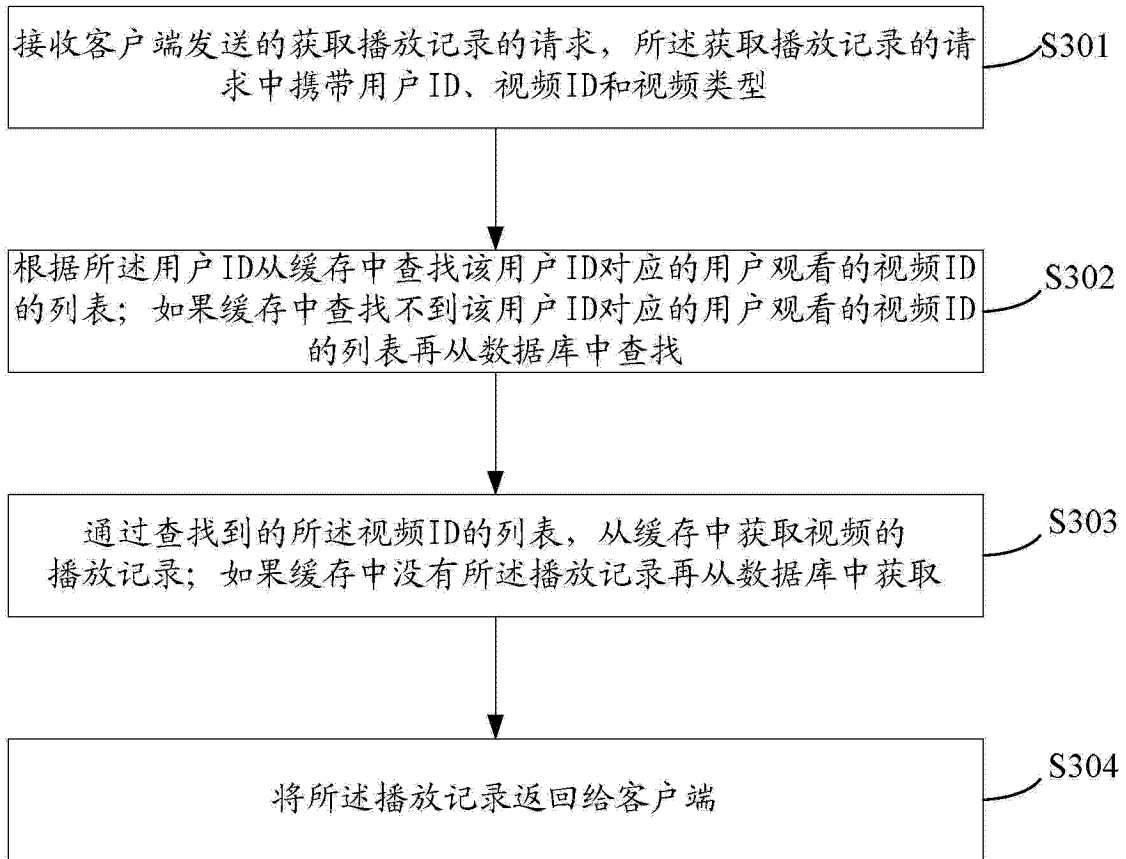 接收客户端发送的获取播放记录的请求，所述获取播放记录的请
求中携带用户ID、视频ID和视频类型
S301
根据所述用户ID从缓存中查找该用户ID对应的用户观看的视频ID
的列表；如果缓存中查找不到该用户ID对应的用户观看的视频ID
的列表再从数据库中查找
S302
通过查找到的所述视频ID的列表，从缓存中获取视频的
播放记录；如果缓存中没有所述播放记录再从数据库中获取
S303
将所述播放记录返回给客户端
S304